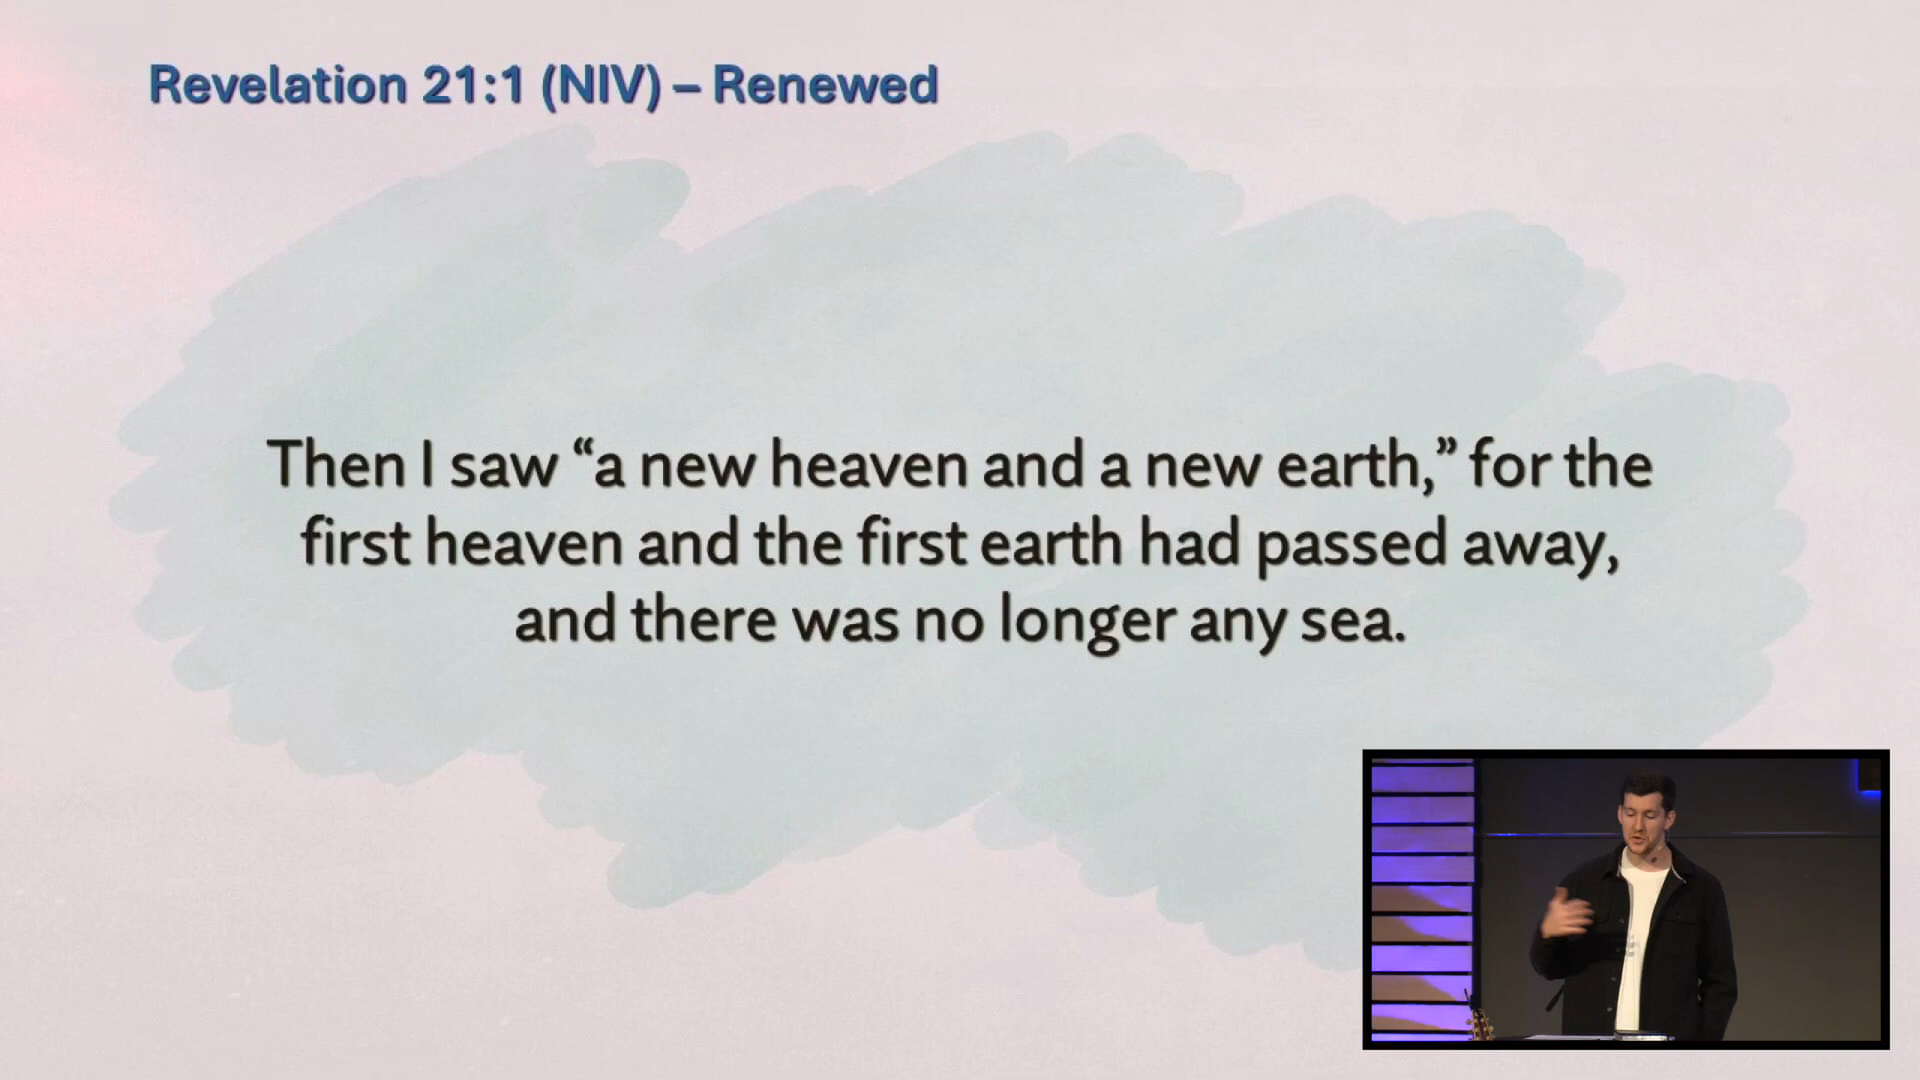 Revelation 21:1 (NIV) – Renewed
Then I saw “a new heaven and a new earth,” for the
first heaven and the first earth had passed away,
and there was no longer any sea.